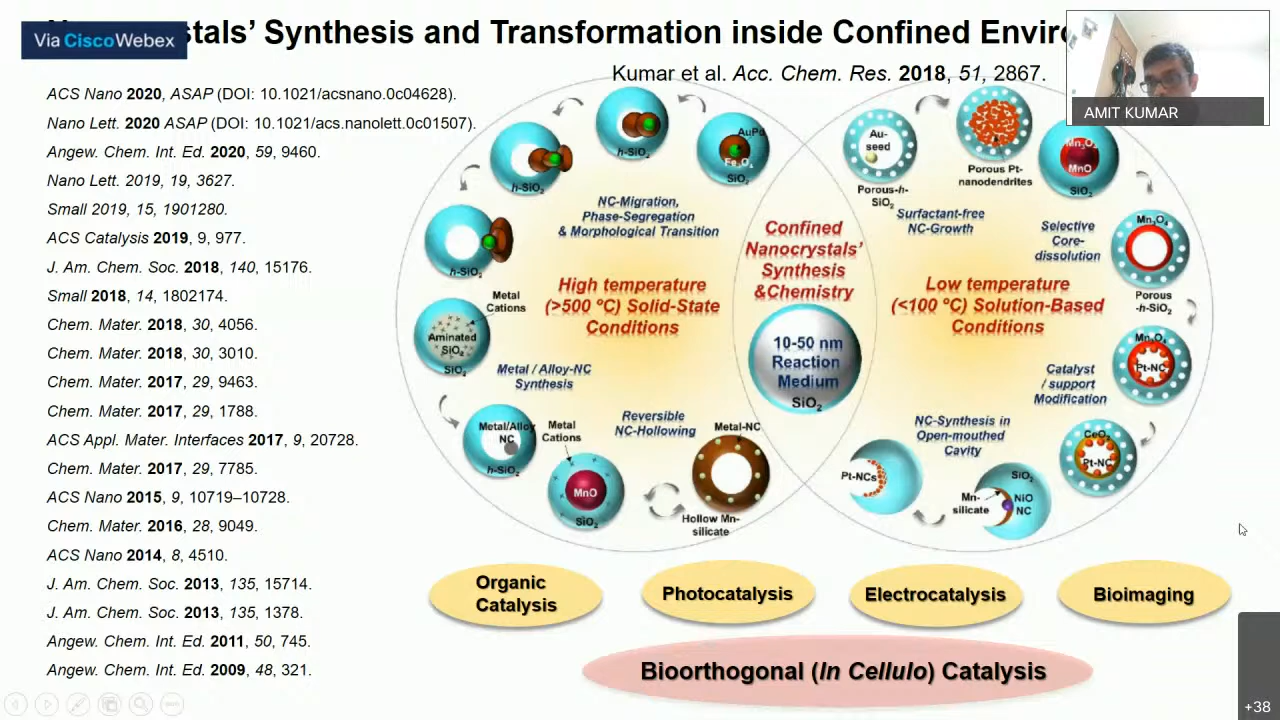 stals’ Synthesis and Transformation inside Confined Enviro
Via Cisco Webex
Kumar et al. Acc. Chem. Res. 2018, 51, 2867.
AMIT KUMAR
ACS Nano 2020, ASAP (DOI: 10.1021/acsnano.0c04628).
Nano Lett. 2020 ASAP (DOI: 10.1021/acs.nanolett.0c01507).
Angew. Chem. Int. Ed. 2020, 59, 9460.
Nano Lett. 2019, 19, 3627.
Small 2019, 15, 1901280.
ACS Catalysis 2019, 9, 977.
J. Am. Chem. Soc. 2018, 140, 15176.
Small 2018, 14, 1802174.
Chem. Mater. 2018, 30, 4056.
Chem. Mater. 2018, 30, 3010.
Chem. Mater. 2017, 29, 9463.
Chem. Mater. 2017, 29, 1788.
ACS Appl. Mater. Interfaces 2017, 9, 20728.
Chem. Mater. 2017, 29, 7785.
ACS Nano 2015, 9, 10719–10728.
Chem. Mater. 2016, 28, 9049.
ACS Nano 2014, 8, 4510.
J. Am. Chem. Soc. 2013, 135, 15714.
J. Am. Chem. Soc. 2013, 135, 1378.
Angew. Chem. Int. Ed. 2011, 50, 745.
Angew. Chem. Int. Ed. 2009, 48, 321.
AuPd
Fe₃O₄
SiO₂
h-SiO₂
h-SiO₂
h-SiO₂
NC-Migration,
Phase-Segregation
& Morphological Transition
High temperature
(>500 ºC) Solid-State
Conditions
Metal
Cations
Aminated
SiO₂
SiO₂
Metal / Alloy-NC
Synthesis
Metal/Alloy
NC
h-SiO₂
Metal
Cations
MnO
SiO₂
Reversible
NC-Hollowing
Metal-NC
Hollow Mn-
silicate
Confined
Nanocrystals’
Synthesis
&Chemistry
10-50 nm
Reaction
Medium
SiO₂
Au-
seed
Porous-h-
SiO₂
Porous Pt-
nanodendrites
Mn₃O₄
MnO
SiO₂
Surfactant-free
NC-Growth
Selective
Core-
dissolution
Mn₃O₄
Porous
-h-SiO₂
Low temperature
(<100 ºC) Solution-Based
Conditions
Mn₃O₄
Pt-NC
Catalyst
/ support
Modification
CeO₂
Pt-NC
NC-Synthesis in
Open-mouthed
Cavity
Pt-NCs
Mn-
silicate
SiO₂
NiO
NC
Organic
Catalysis
Photocatalysis
Electrocatalysis
Bioimaging
Bioorthogonal (In Cellulo) Catalysis
+38